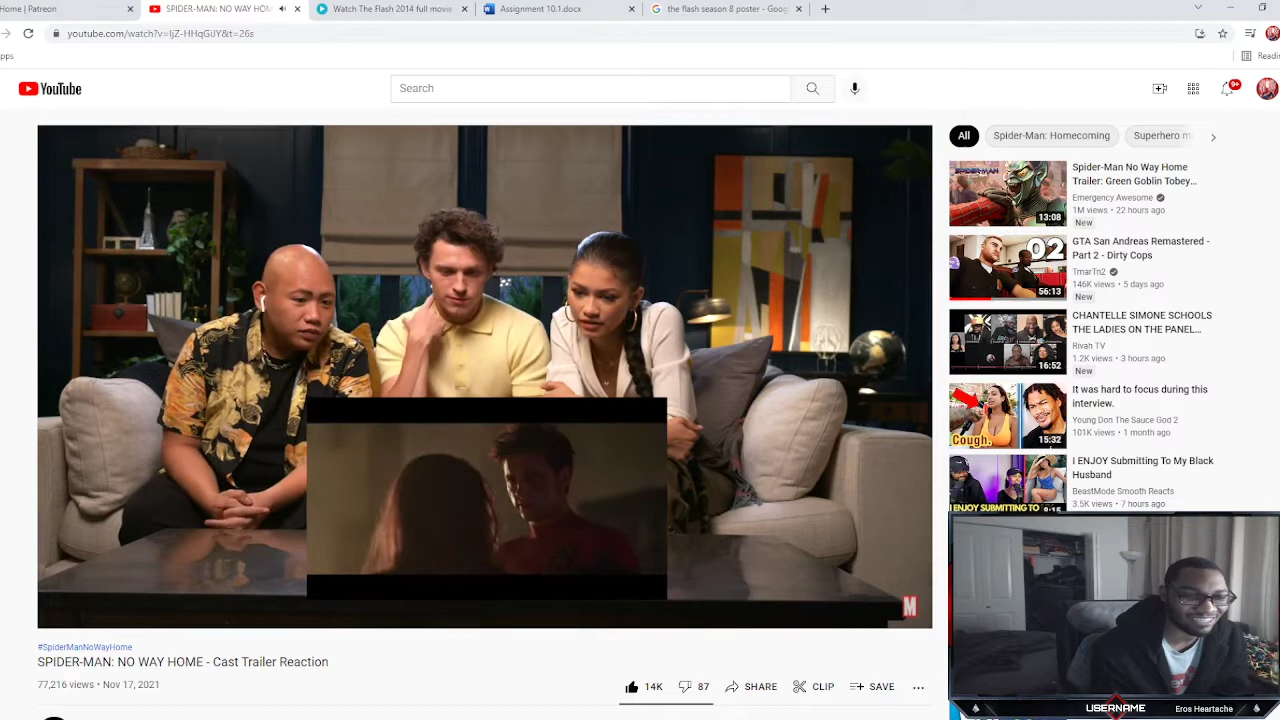 Home | Patreon
SPIDER-MAN: NO WAY HOM
Watch The Flash 2014 full movie
Assignment 10.1.docx
the flash season 8 poster - Goog
youtube.com/watch?v=IjZ-HHqGUY&t=26s
pps
Readi
YouTube
Search
9+
All
Spider-Man: Homecoming
Superhero m
Spider-Man No Way Home
Trailer: Green Goblin Tobey...
Emergency Awesome
1M views • 22 hours ago
New
13:08
GTA San Andreas Remastered -
Part 2 - Dirty Cops
TmarTn2
146K views • 5 days ago
New
02
56:13
CHANTELLE SIMONE SCHOOLS
THE LADIES ON THE PANEL...
Rivah TV
1.2K views • 3 hours ago
New
16:52
It was hard to focus during this
interview.
Young Don The Sauce God 2
101K views • 1 month ago
Cough.
15:32
I ENJOY Submitting To My Black
Husband
BeastMode Smooth Reacts
3.5K views • 7 hours ago
I ENJOY SUBMITTING TO
M
#SpiderManNoWayHome
SPIDER-MAN: NO WAY HOME - Cast Trailer Reaction
77,216 views • Nov 17, 2021
14K
87
SHARE
CLIP
SAVE
USERNAME
Eros Heartache